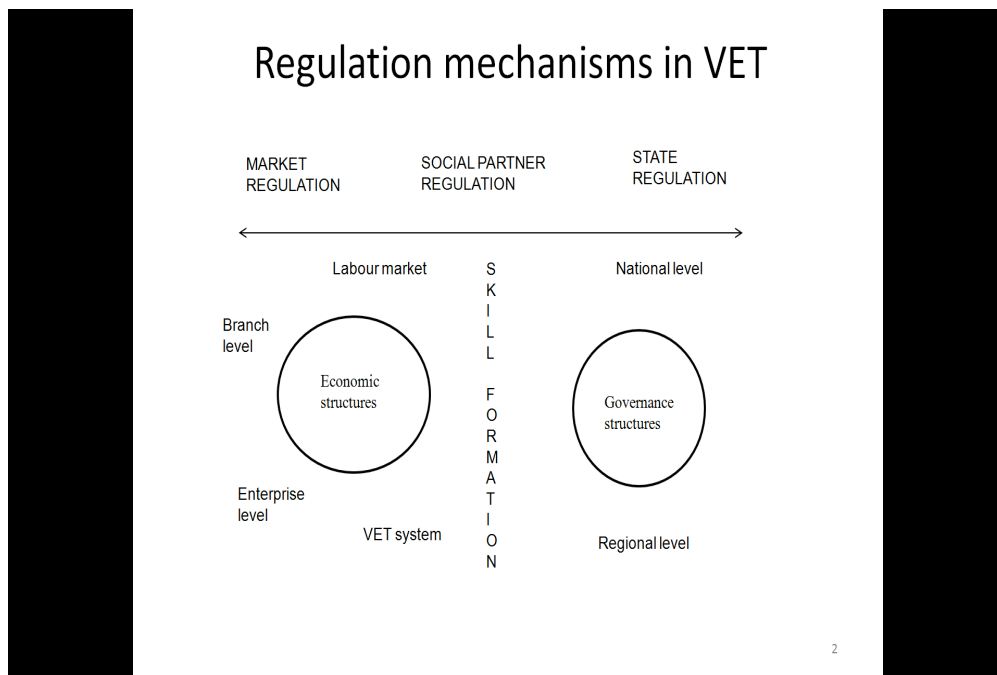 Regulation mechanisms in VET
MARKET
REGULATION
SOCIAL PARTNER
REGULATION
STATE
REGULATION
Labour market
National level
Branch
level
Economic
structures
Governance
structures
Enterprise
level
VET system
Regional level
S
K
I
L
L
F
O
R
M
A
T
I
O
N
2